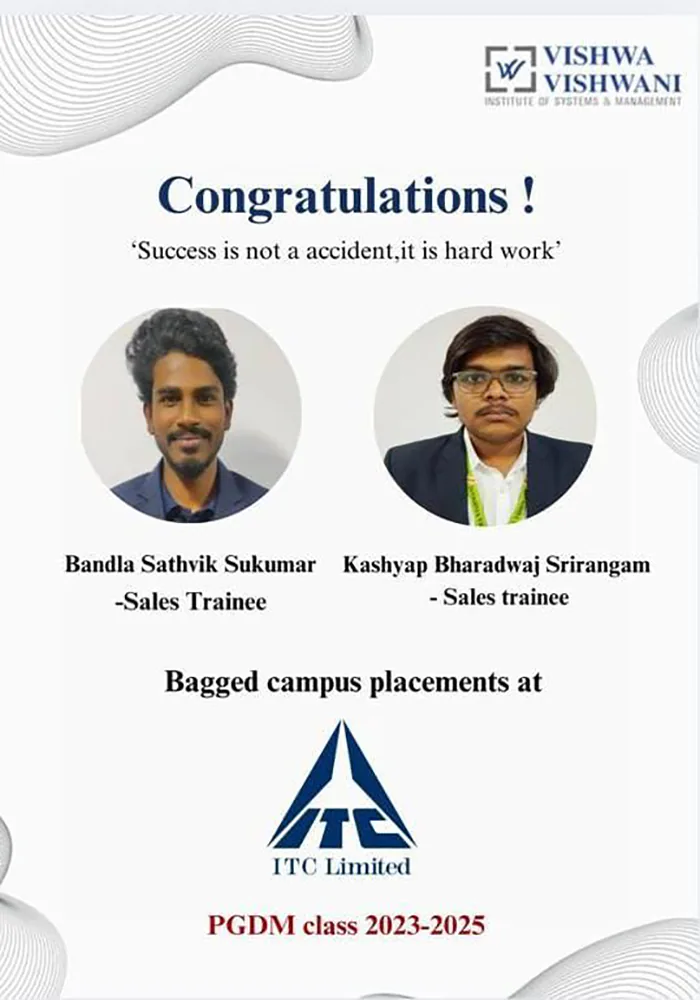 VISHWA
VISHWANI
INSTITUTE OF SYSTEMS & MANAGEMENT
Congratulations !
‘Success is not a accident,it is hard work’
Bandla Sathvik Sukumar
-Sales Trainee
Kashyap Bharadwaj Srirangam
- Sales trainee
Bagged campus placements at
ITC
ITC Limited
PGDM class 2023-2025